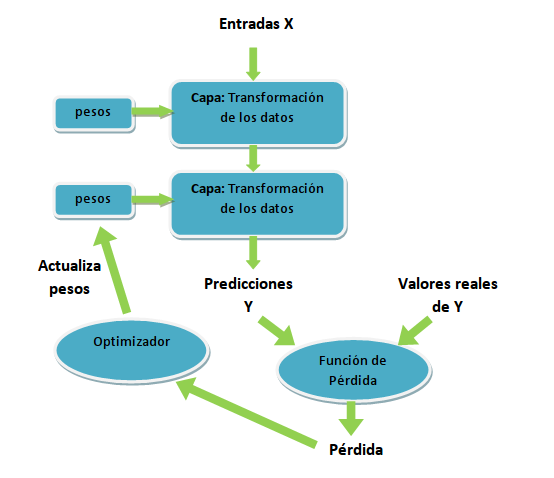 Entradas X
Capa: Transformación
de los datos
pesos
Capa: Transformación
de los datos
pesos
Actualiza
pesos
Predicciones
Y
Valores reales
de Y
Optimizador
Función de
Pérdida
Pérdida